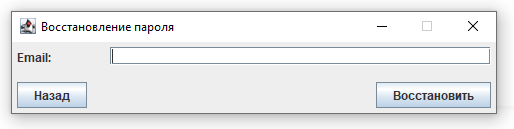 Восстановление пароля
Email:
Назад Восстановить